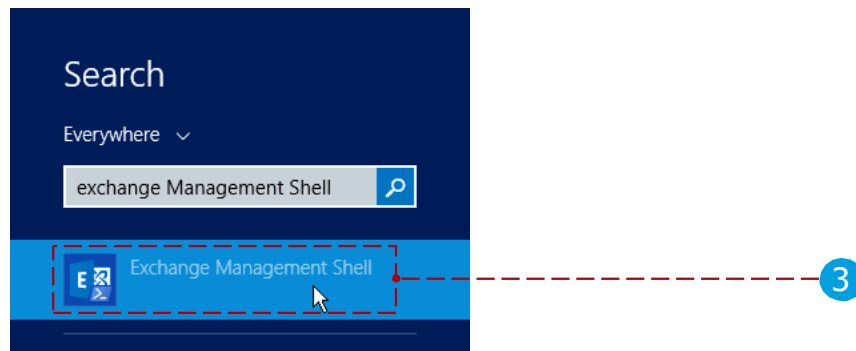 Search
Everywhere
exchange Management Shell
E
Exchange Management Shell
3